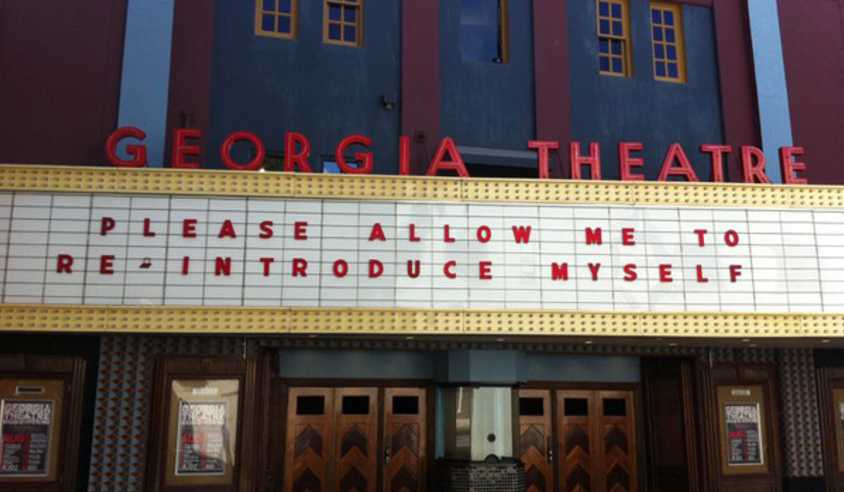 GEORGIA THEATRE
PLEASE ALLOW ME TO
RE-INTRODUCE MYSELF